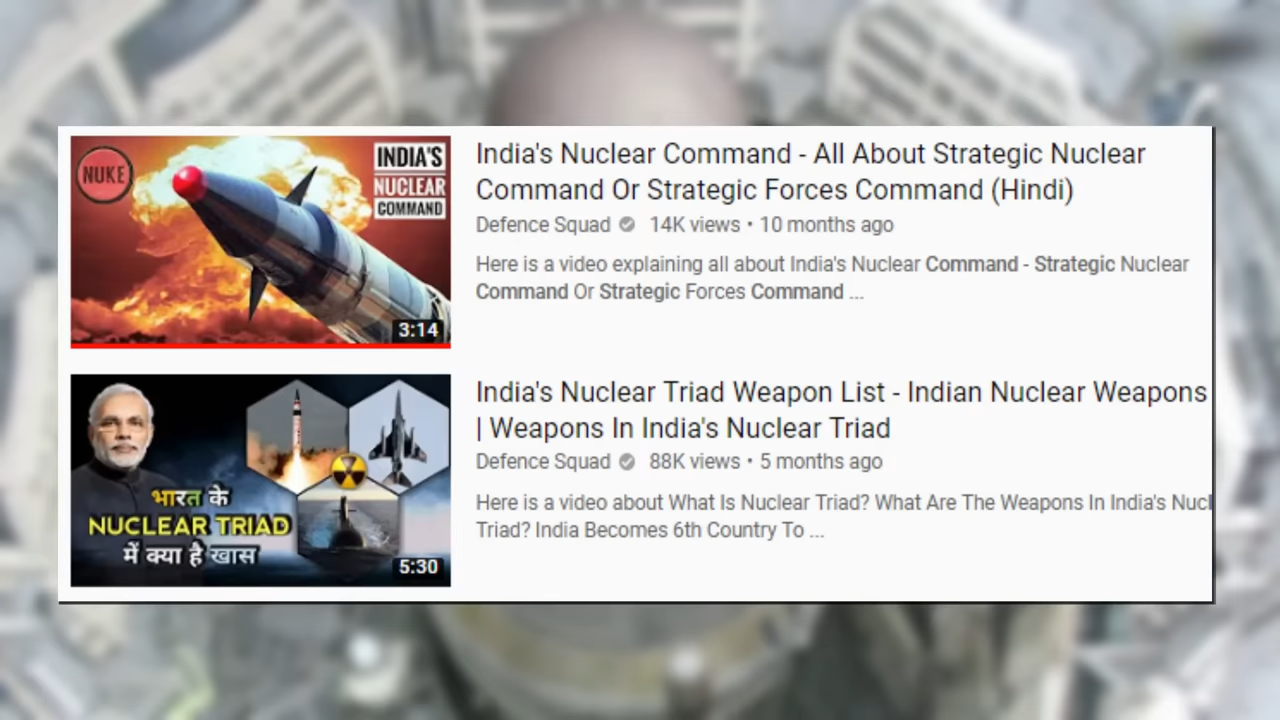 NUKE
INDIA'S
NUCLEAR
COMMAND
3:14
India's Nuclear Command - All About Strategic Nuclear
Command Or Strategic Forces Command (Hindi)
Defence Squad 14K views • 10 months ago
Here is a video explaining all about India's Nuclear Command - Strategic Nuclear
Command Or Strategic Forces Command ...
भारत के
NUCLEAR TRIAD
में क्या है खास
5:30
India's Nuclear Triad Weapon List - Indian Nuclear Weapons
| Weapons In India's Nuclear Triad
Defence Squad 88K views • 5 months ago
Here is a video about What Is Nuclear Triad? What Are The Weapons In India's Nucl
Triad? India Becomes 6th Country To ...